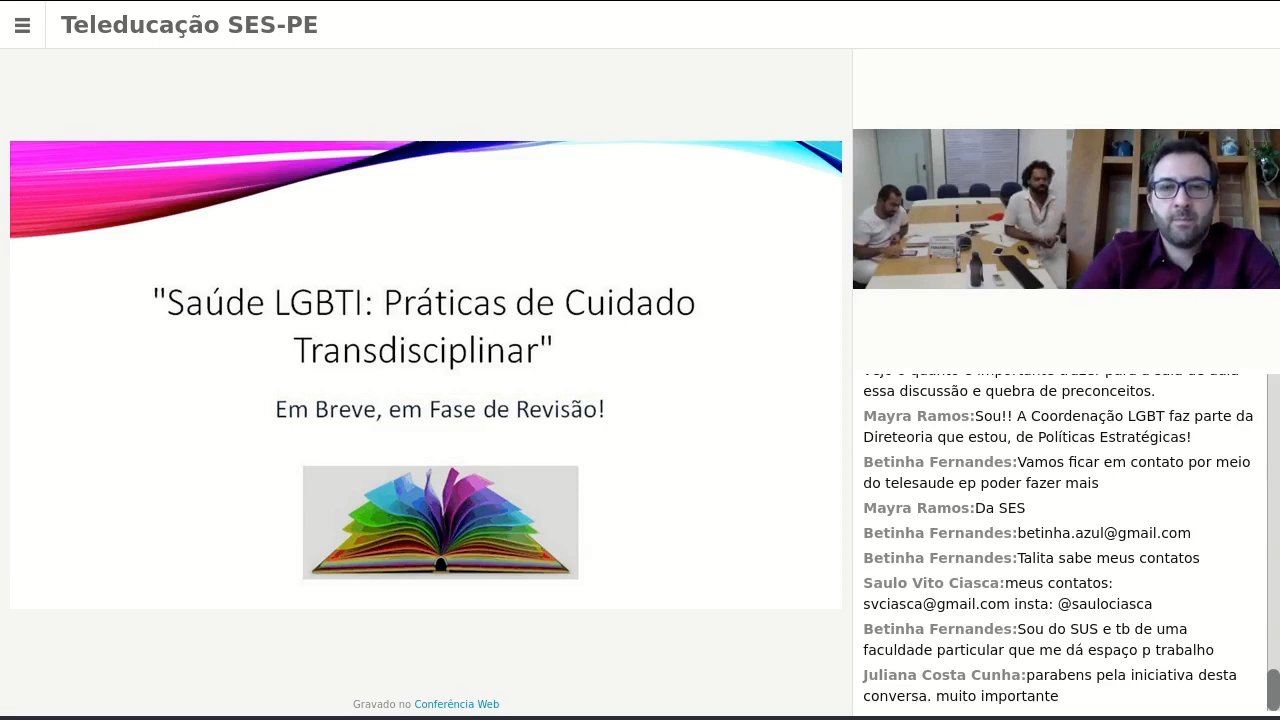 Teleducação SES-PE
"Saúde LGBTI: Práticas de Cuidado
Transdisciplinar"
Em Breve, em Fase de Revisão!
Gravado no Conferência Web
essa discussão e quebra de preconceitos.
Mayra Ramos:Sou!! A Coordenação LGBT faz parte da
Direteoria que estou, de Políticas Estratégicas!
Betinha Fernandes:Vamos ficar em contato por meio
do telesaude ep poder fazer mais
Mayra Ramos:Da SES
Betinha Fernandes:betinha.azul@gmail.com
Betinha Fernandes:Talita sabe meus contatos
Saulo Vito Ciasca:meus contatos:
svciasca@gmail.com insta: @saulociasca
Betinha Fernandes:Sou do SUS e tb de uma
faculdade particular que me dá espaço p trabalho
Juliana Costa Cunha:parabens pela iniciativa desta
conversa. muito importante